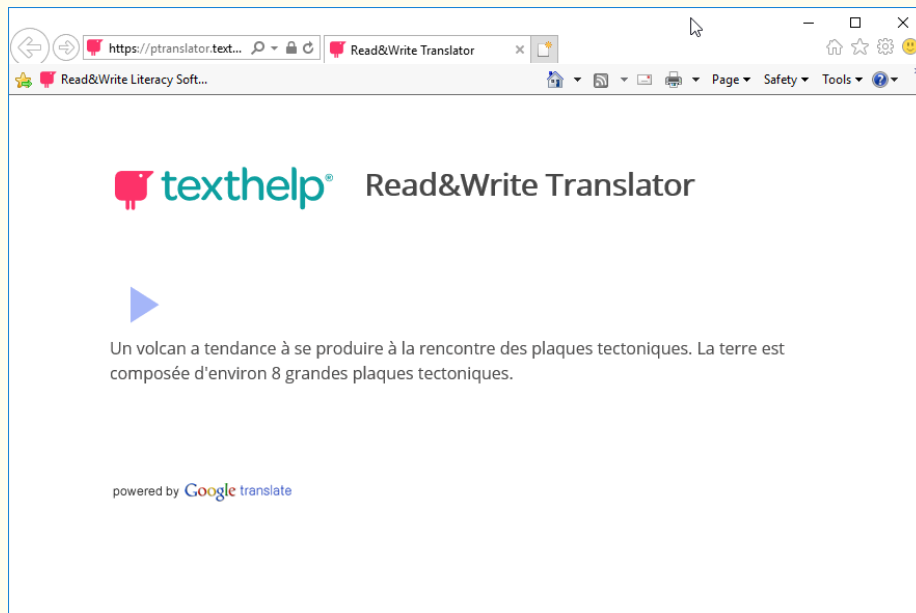 https://ptranslator.text...
Read&Write Translator
Read&Write Literacy Soft...
Page
Safety
Tools
texthelp®
Read&Write Translator
Un volcan a tendance à se produire à la rencontre des plaques tectoniques. La terre est
composée d'environ 8 grandes plaques tectoniques.
powered by Google translate